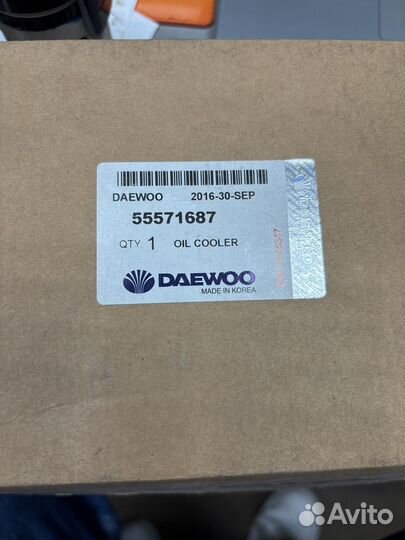 DAEWOO 2016-30-SEP
55571687
QTY. 1 OIL COOLER
DAEWOO
MADE IN KOREA
Avito